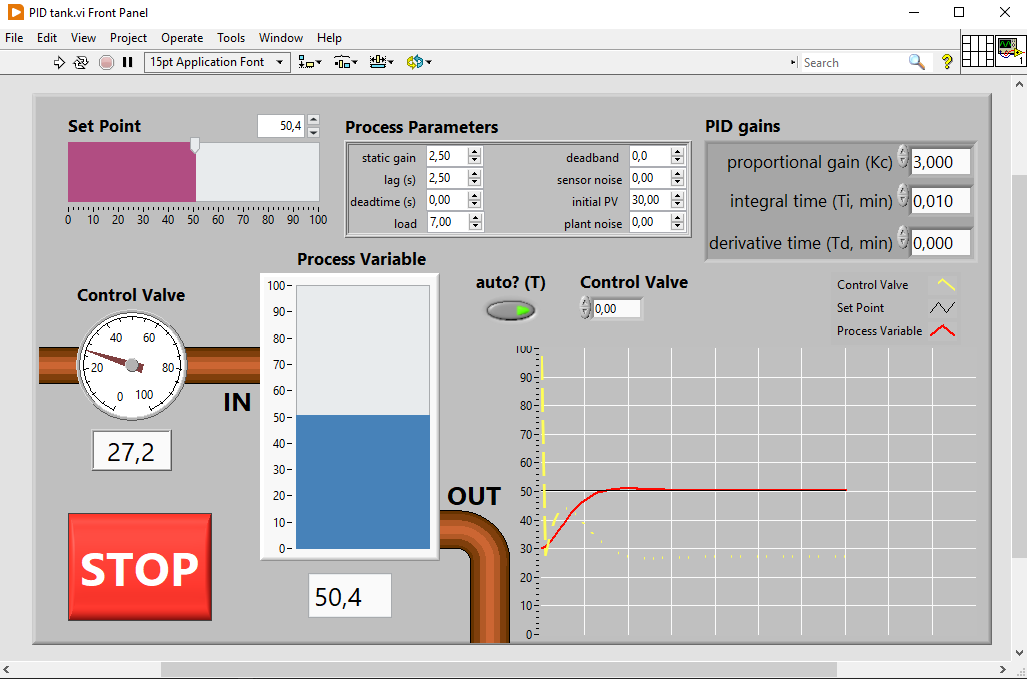 PID tank.vi Front Panel
File Edit View Project Operate Tools Window Help
15pt Application Font
Search
1
Set Point
50,4
0 10 20 30 40 50 60 70 80 90 100
Process Parameters
static gain 2,50
lag (s) 2,50
deadtime (s) 0,00
load 7,00
deadband 0,0
sensor noise 0,00
initial PV 30,00
plant noise 0,00
PID gains
proportional gain (Kc) 3,000
integral time (Ti, min) 0,010
derivative time (Td, min) 0,000
Control Valve
0 20 40 60 80 100
27,2
IN
STOP
Process Variable
100
90
80
70
60
50
40
30
20
10
0
50,4
OUT
auto? (T)
Control Valve
0,00
Control Valve
Set Point
Process Variable
100
90
80
70
60
50
40
30
20
10
0